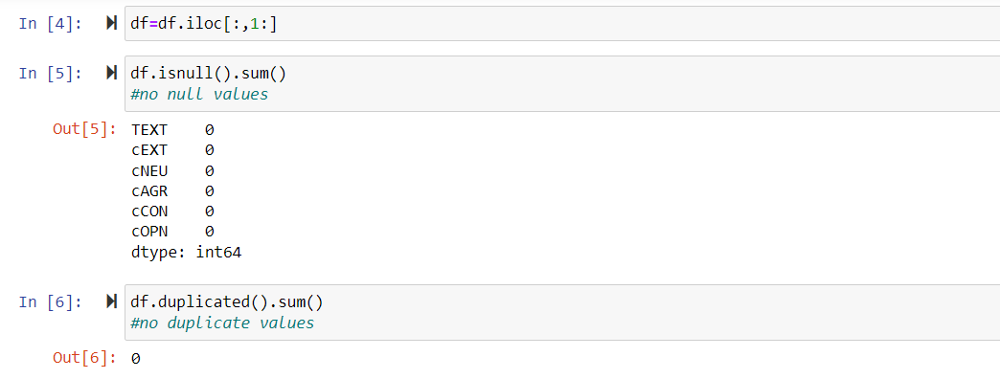 In [4]: df=df.iloc[:,1:]
In [5]: df.isnull().sum()
#no null values
Out[5]: TEXT    0
cEXT    0
cNEU    0
cAGR    0
cCON    0
cOPN    0
dtype: int64
In [6]: df.duplicated().sum()
#no duplicate values
Out[6]: 0